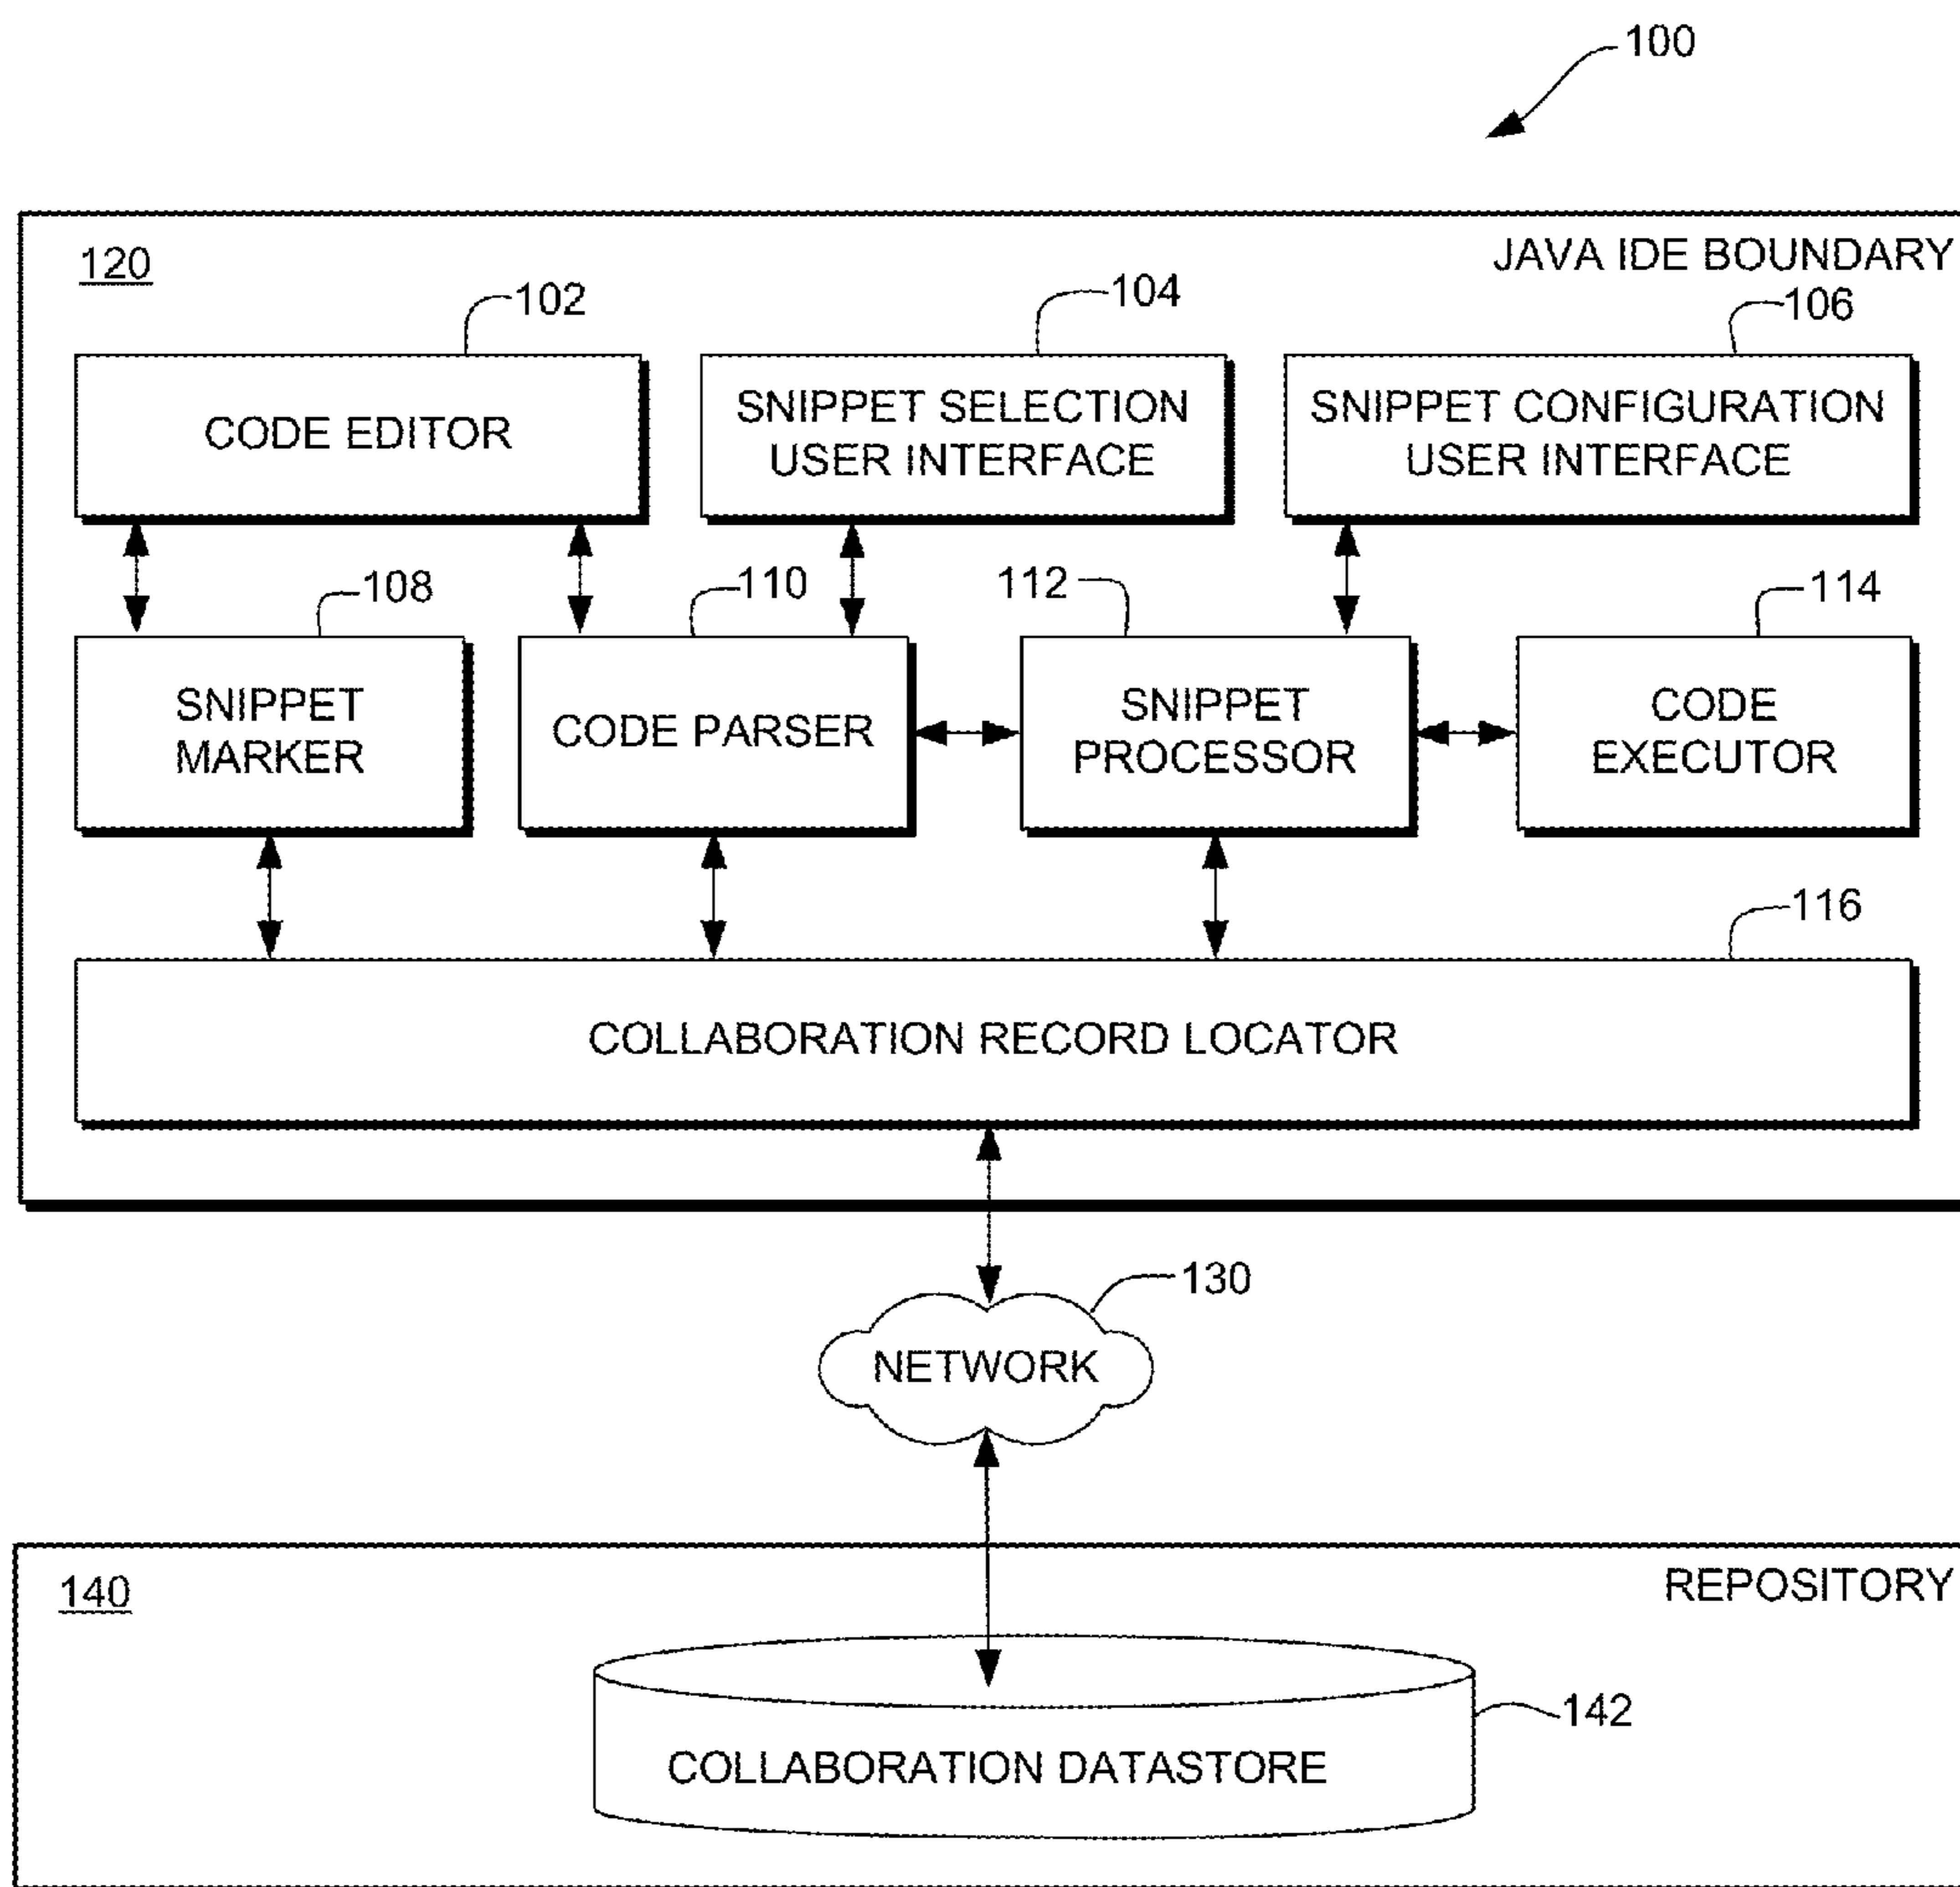 100
120
JAVA IDE BOUNDARY
102
104
106
CODE EDITOR
SNIPPET SELECTION
USER INTERFACE
SNIPPET CONFIGURATION
USER INTERFACE
108
110
112
114
SNIPPET
MARKER
CODE PARSER
SNIPPET
PROCESSOR
CODE
EXECUTOR
116
COLLABORATION RECORD LOCATOR
130
NETWORK
140
REPOSITORY
142
COLLABORATION DATASTORE